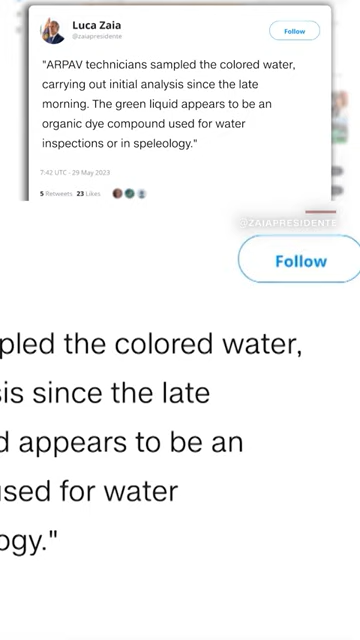 Luca Zaia
@zaiapresidente
Follow
"ARPAV technicians sampled the colored water,
carrying out initial analysis since the late
morning. The green liquid appears to be an
organic dye compound used for water
inspections or in speleology."
7:42 UTC · 29 May 2023
5 Retweets 23 Likes
@ZAIAPRESIDENTE
Follow
pled the colored water,
sis since the late
d appears to be an
used for water
ogy."